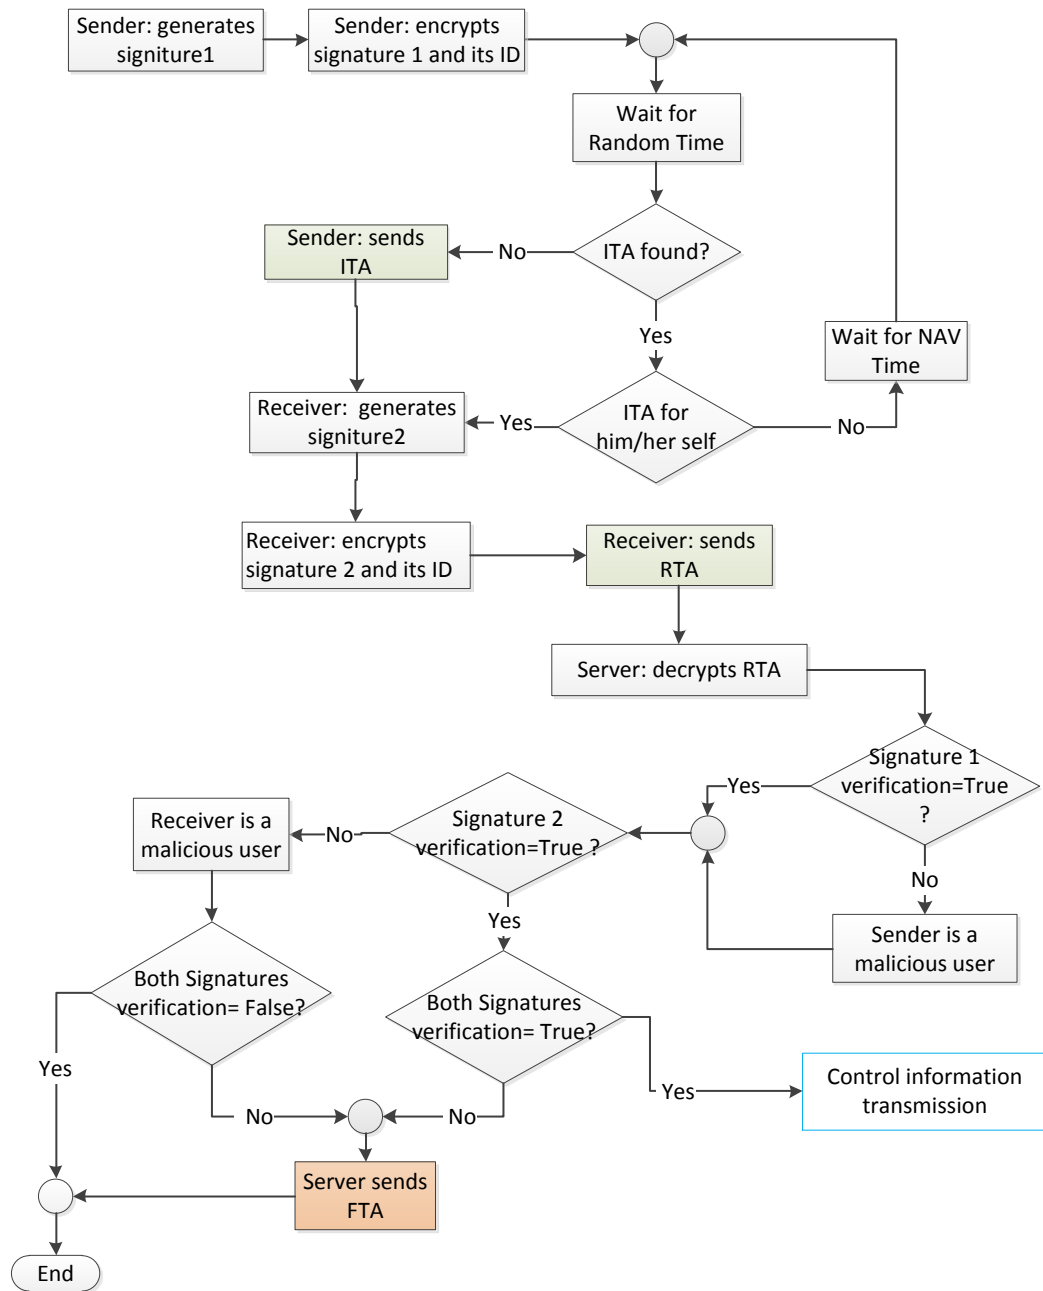 Sender: generates
signiture1
Sender: encrypts
signature 1 and its ID
Wait for
Random Time
ITA found?
No
Sender: sends
ITA
Yes
Wait for NAV
Time
ITA for
him/her self
Yes
No
Receiver:  generates
signiture2
Receiver: encrypts
signature 2 and its ID
Receiver: sends
RTA
Server: decrypts RTA
Signature 1
verification=True
?
Yes
No
Sender is a
malicious user
Signature 2
verification=True ?
No
Yes
Receiver is a
malicious user
Both Signatures
verification= False?
Yes
No
Both Signatures
verification= True?
No
Yes
Control information
transmission
Server sends
FTA
End